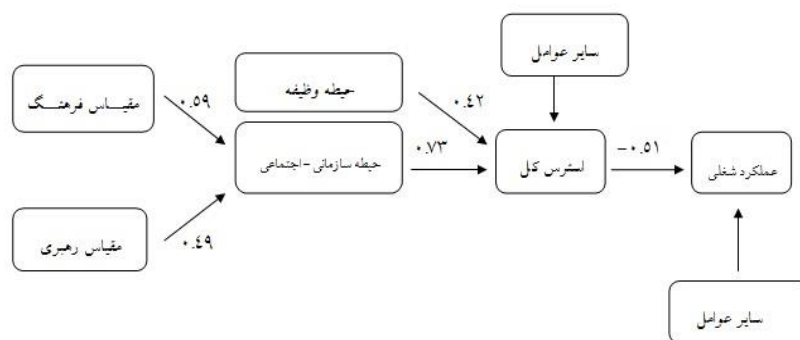 سایر عوامل
حیطه وظیفه
مقیاس فرهنگ
۰.۵۹
۰.۴۲
حیطه سازمانی - اجتماعی
۰.۷۳
استرس کل
-۰.۵۱
عملکرد شغلی
مقیاس رهبری
۰.۴۹
سایر عوامل